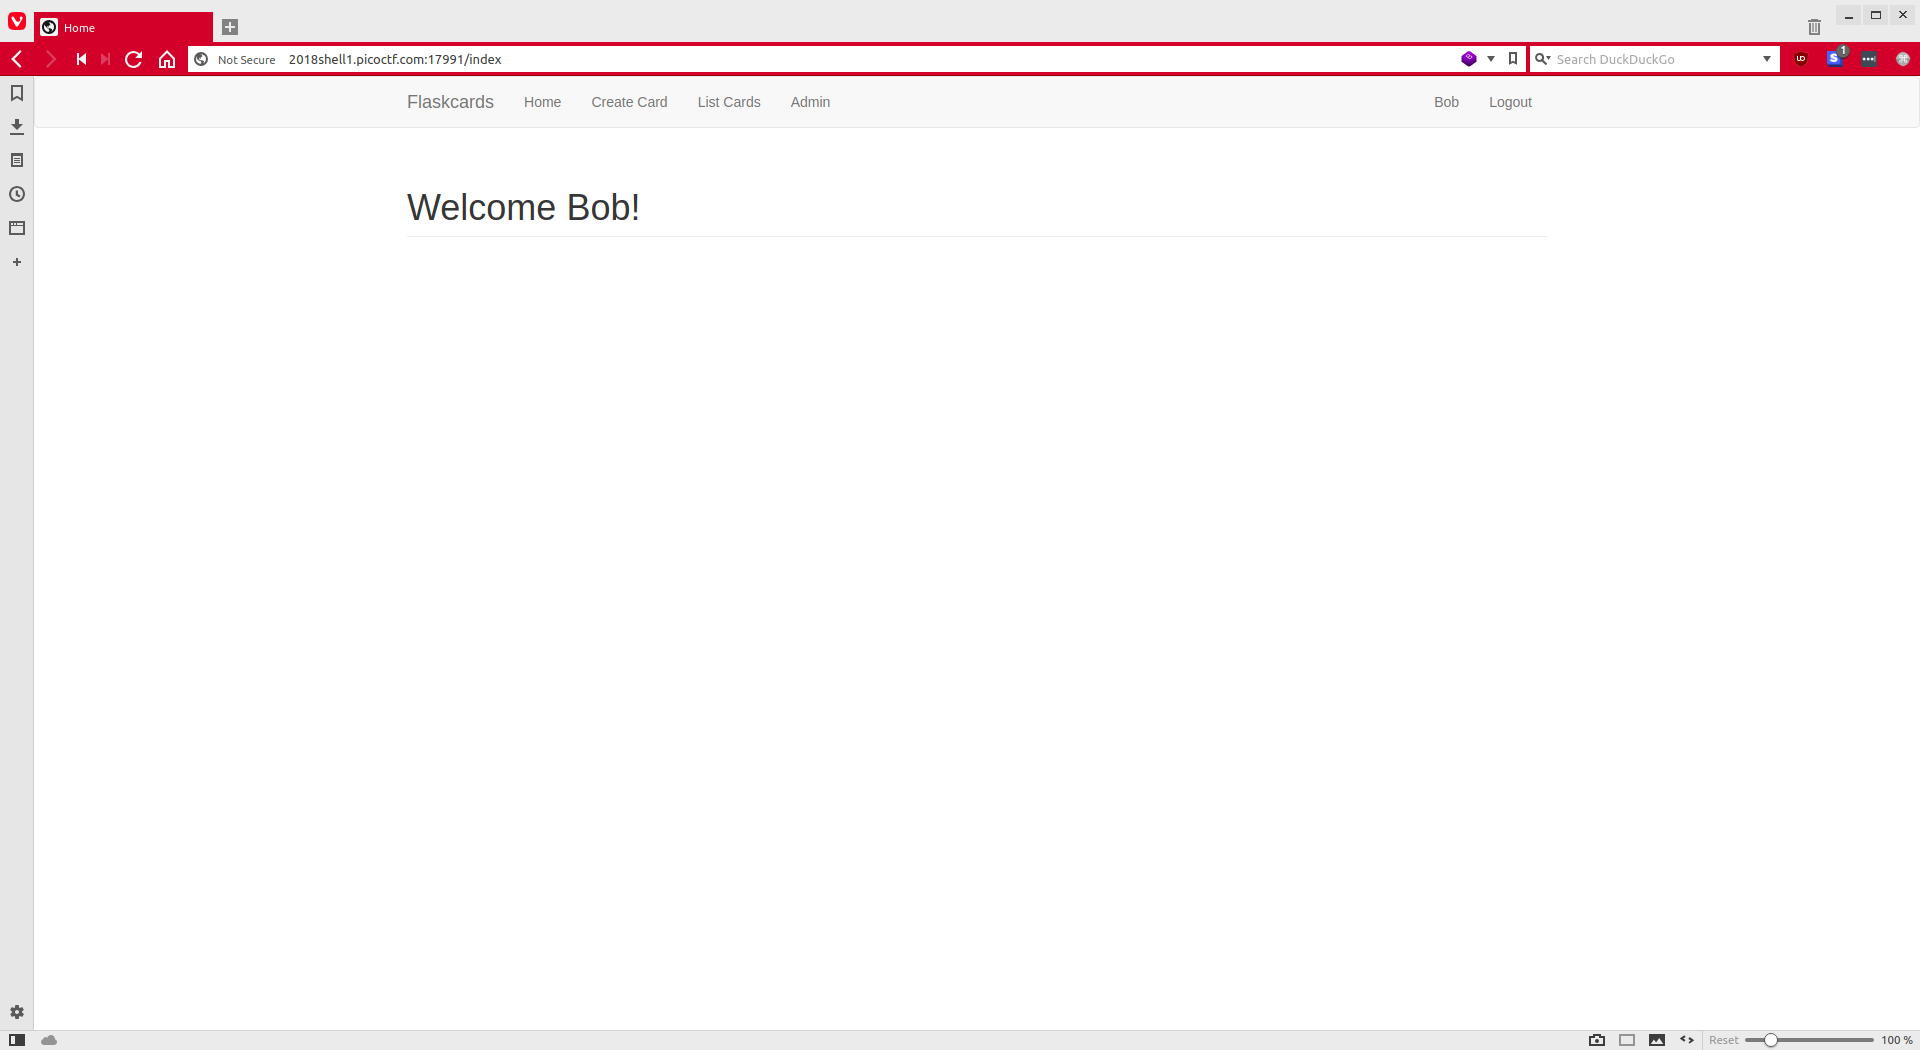 Home
Not Secure 2018shell1.picoctf.com:17991/index Search DuckDuckGo 1
Flaskcards Home Create Card List Cards Admin Bob Logout
Welcome Bob!
Reset 100 %